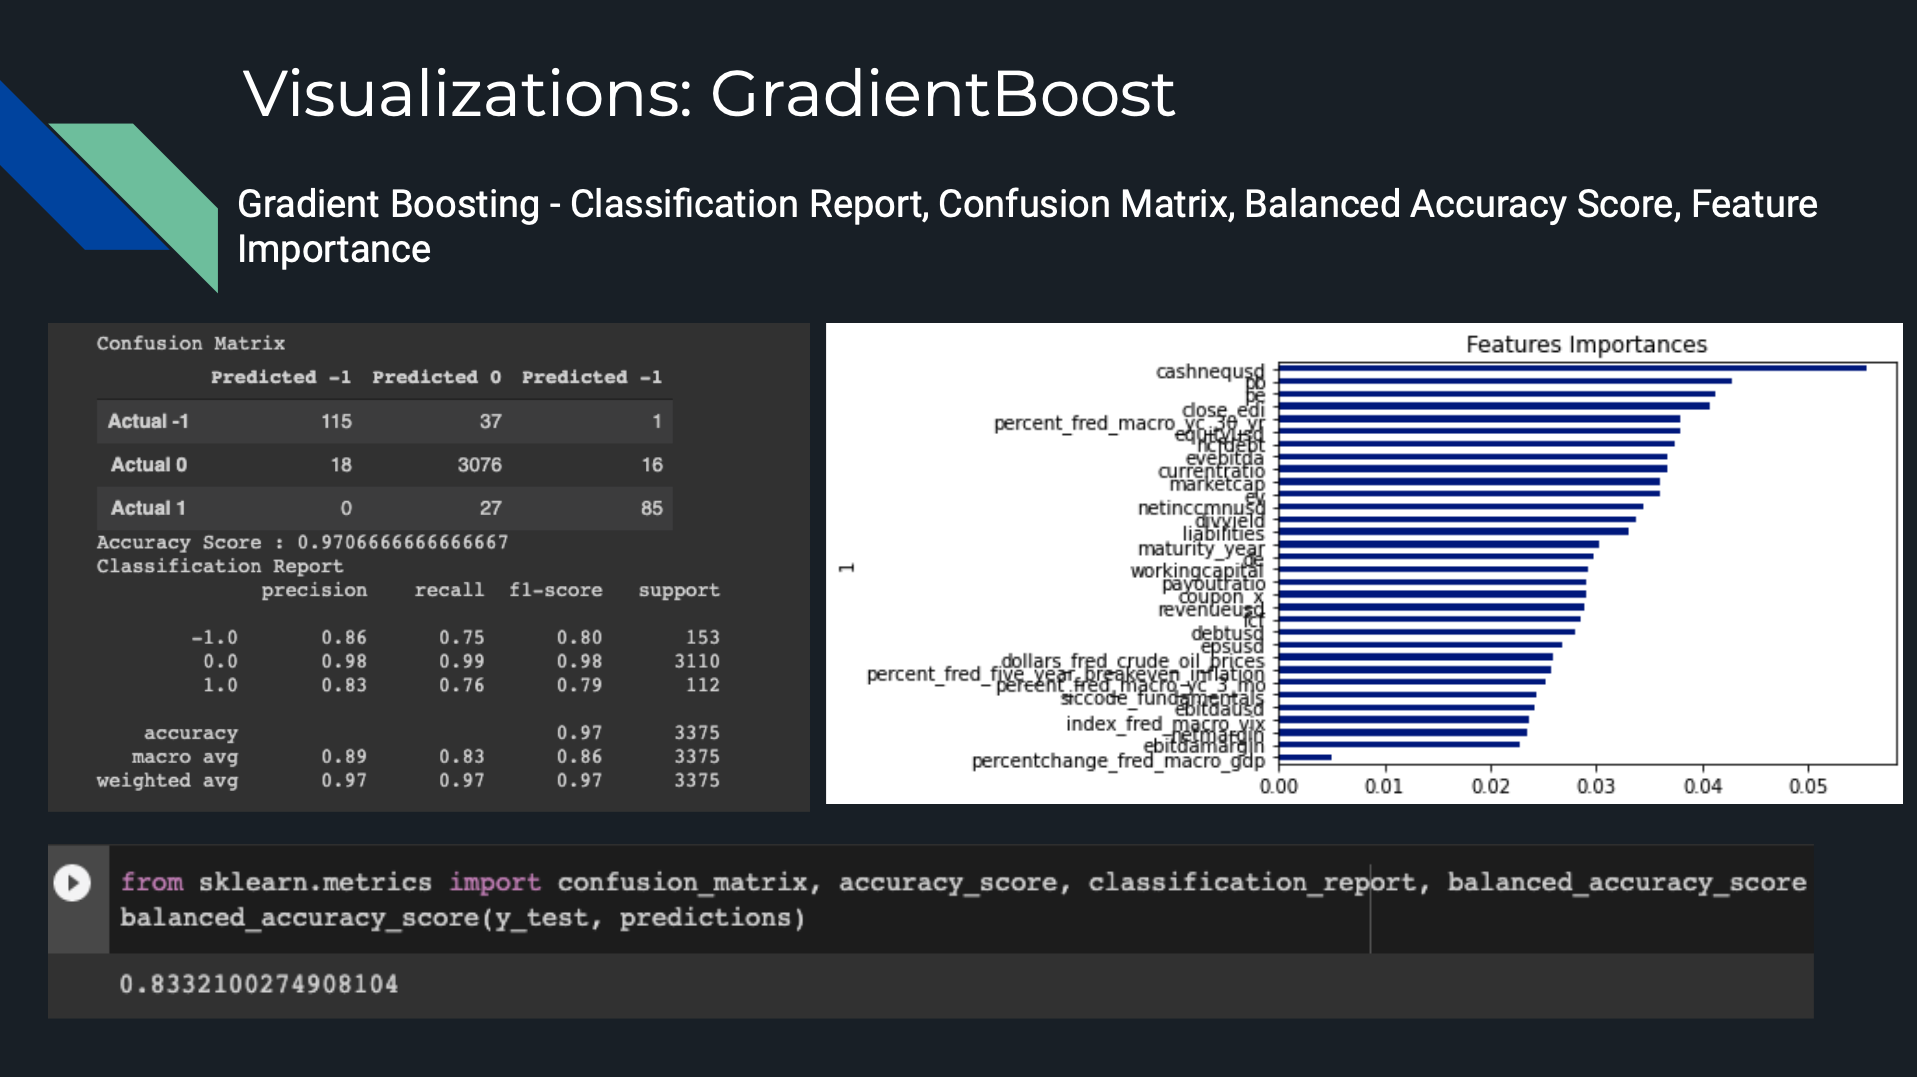 Visualizations: GradientBoost
Gradient Boosting - Classification Report, Confusion Matrix, Balanced Accuracy Score, Feature
Importance
Confusion Matrix
Predicted -1 Predicted 0 Predicted -1
Actual -1 115 37 1
Actual 0 18 3076 16
Actual 1 0 27 85
Accuracy Score : 0.9706666666666667
Classification Report
precision recall f1-score support
-1.0 0.86 0.75 0.80 153
0.0 0.98 0.99 0.98 3110
1.0 0.83 0.76 0.79 112
accuracy 0.97 3375
macro avg 0.89 0.83 0.86 3375
weighted avg 0.97 0.97 0.97 3375
Features Importances
1
cashnequsd
pb
pe
close_edi
percent_fred_macro_yc_30_yr
equityusd
ncfdebt
evebitda
currentratio
marketcap
ev
netinccmnusd
divyield
liabilities
maturity_year
de
workingcapital
payoutratio
coupon_x
revenueusd
fcf
debtusd
epsusd
dollars_fred_crude_oil_prices
percent_fred_five_year_breakeven_inflation
percent_fred_macro_yc_3_mo
siccode_fundamentals
ebitdausd
index_fred_macro_vix
netmargin
ebitdamargin
percentchange_fred_macro_gdp
0.00 0.01 0.02 0.03 0.04 0.05
from sklearn.metrics import confusion_matrix, accuracy_score, classification_report, balanced_accuracy_score
balanced_accuracy_score(y_test, predictions)
0.8332100274908104